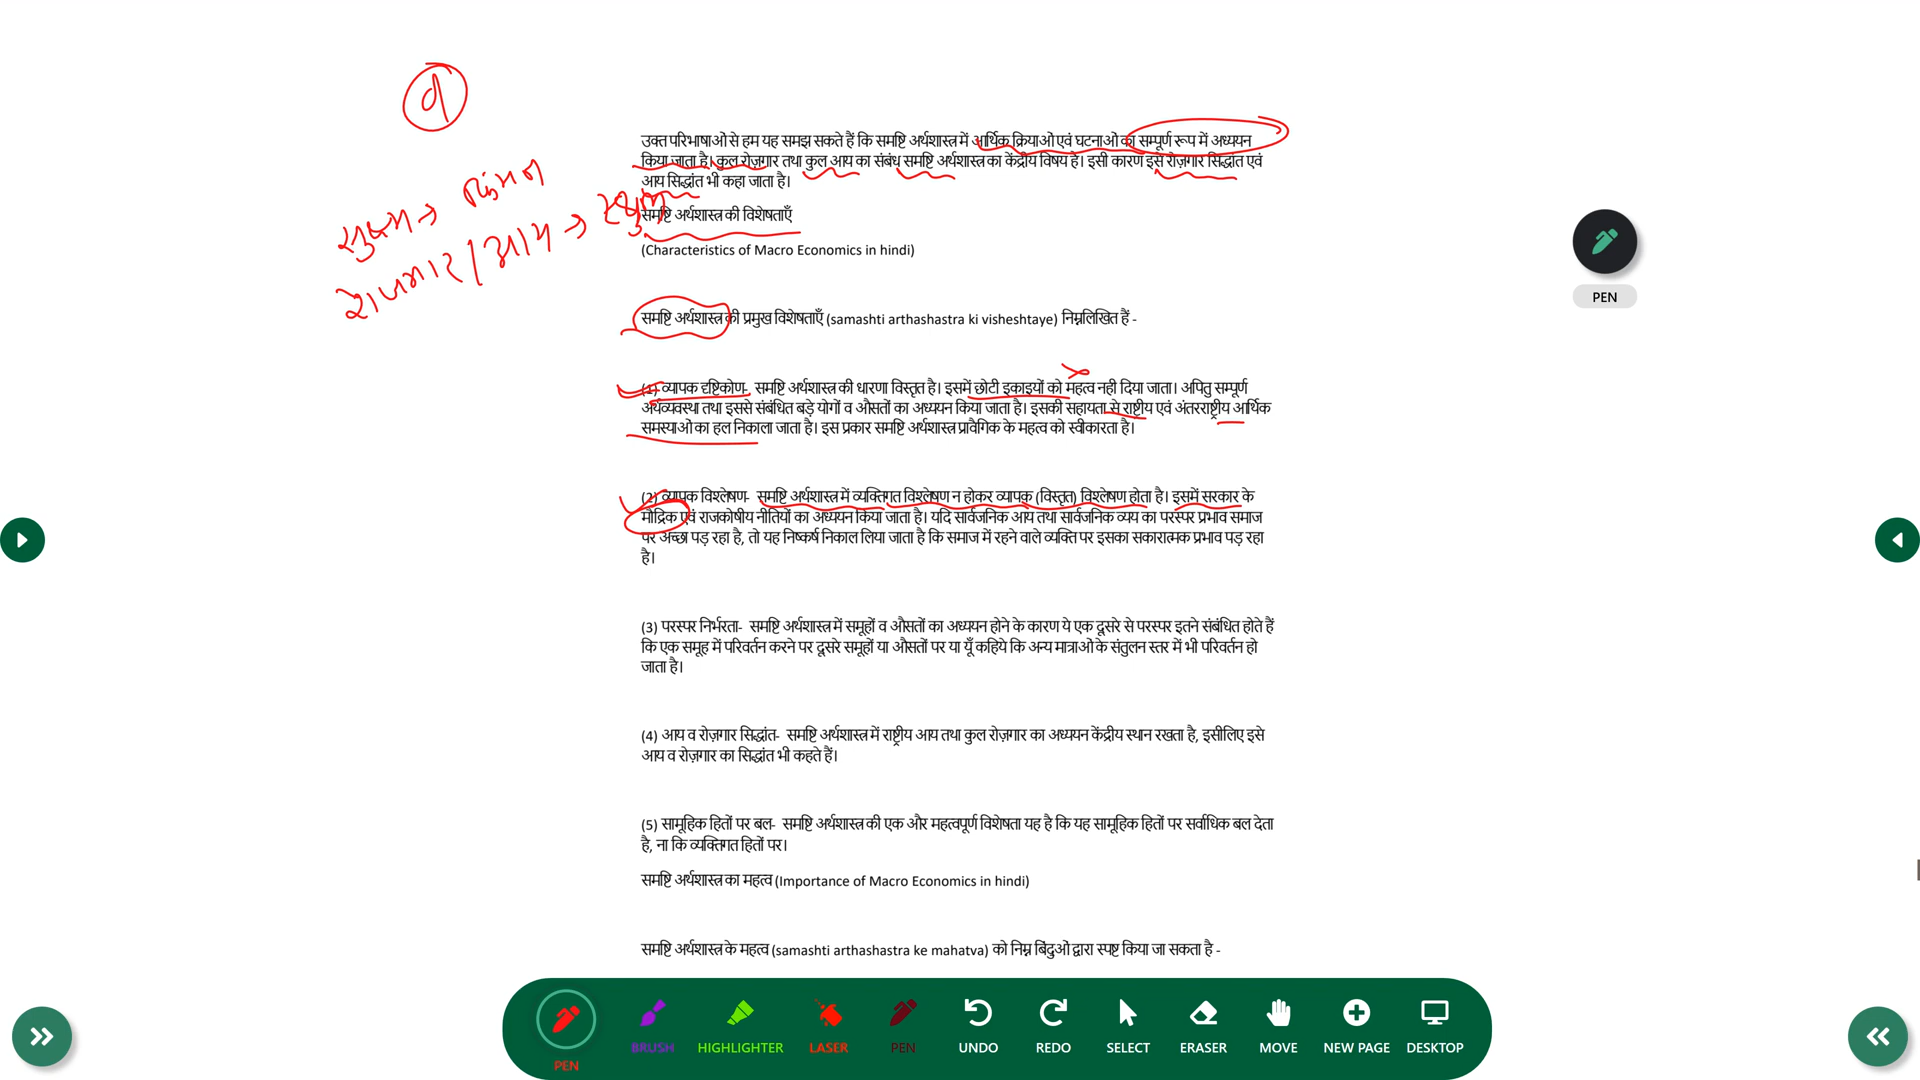 १
उक्त परिभाषाओं से हम यह समझ सकते हैं कि समष्टि अर्थशास्त्र में आर्थिक क्रियाओं एवं घटनाओं का सम्पूर्ण रूप में अध्ययन
किया जाता है। कुल रोज़गार तथा कुल आय का संबंध समष्टि अर्थशास्त्र का केंद्रीय विषय है। इसी कारण इसे रोज़गार सिद्धांत एवं
आय सिद्धांत भी कहा जाता है।
सूक्ष्म → कीमत
रोजगार / आय →
समष्टि अर्थशास्त्र की विशेषताएँ
(Characteristics of Macro Economics in hindi)
समष्टि अर्थशास्त्र की प्रमुख विशेषताएँ (samashti arthashastra ki visheshtaye) निम्नलिखित हैं -
(1) व्यापक दृष्टिकोण- समष्टि अर्थशास्त्र की धारणा विस्तृत है। इसमें छोटी इकाइयों को महत्व नही दिया जाता। अपितु सम्पूर्ण
अर्थव्यवस्था तथा इससे संबंधित बड़े योगों व औसतों का अध्ययन किया जाता है। इसकी सहायता से राष्ट्रीय एवं अंतरराष्ट्रीय आर्थिक
समस्याओं का हल निकाला जाता है। इस प्रकार समष्टि अर्थशास्त्र प्रावैगिक के महत्व को स्वीकारता है।
(2) व्यापक विश्लेषण- समष्टि अर्थशास्त्र में व्यक्तिगत विश्लेषण न होकर व्यापक (विस्तृत) विश्लेषण होता है। इसमें सरकार के
मौद्रिक एवं राजकोषीय नीतियों का अध्ययन किया जाता है। यदि सार्वजनिक आय तथा सार्वजनिक व्यय का परस्पर प्रभाव समाज
पर अच्छा पड़ रहा है, तो यह निष्कर्ष निकाल लिया जाता है कि समाज में रहने वाले व्यक्ति पर इसका सकारात्मक प्रभाव पड़ रहा
है।
(3) परस्पर निर्भरता- समष्टि अर्थशास्त्र में समूहों व औसतों का अध्ययन होने के कारण ये एक दूसरे से परस्पर इतने संबंधित होते हैं
कि एक समूह में परिवर्तन करने पर दूसरे समूहों या औसतों पर या यूँ कहिये कि अन्य मात्राओं के संतुलन स्तर में भी परिवर्तन हो
जाता है।
(4) आय व रोज़गार सिद्धांत- समष्टि अर्थशास्त्र में राष्ट्रीय आय तथा कुल रोज़गार का अध्ययन केंद्रीय स्थान रखता है, इसीलिए इसे
आय व रोज़गार का सिद्धांत भी कहते हैं।
(5) सामूहिक हितों पर बल- समष्टि अर्थशास्त्र की एक और महत्वपूर्ण विशेषता यह है कि यह सामूहिक हितों पर सर्वाधिक बल देता
है, ना कि व्यक्तिगत हितों पर।
समष्टि अर्थशास्त्र का महत्व (Importance of Macro Economics in hindi)
समष्टि अर्थशास्त्र के महत्व (samashti arthashastra ke mahatva) को निम्न बिंदुओं द्वारा स्पष्ट किया जा सकता है -
PEN
PEN BRUSH HIGHLIGHTER LASER PEN UNDO REDO SELECT ERASER MOVE NEW PAGE DESKTOP